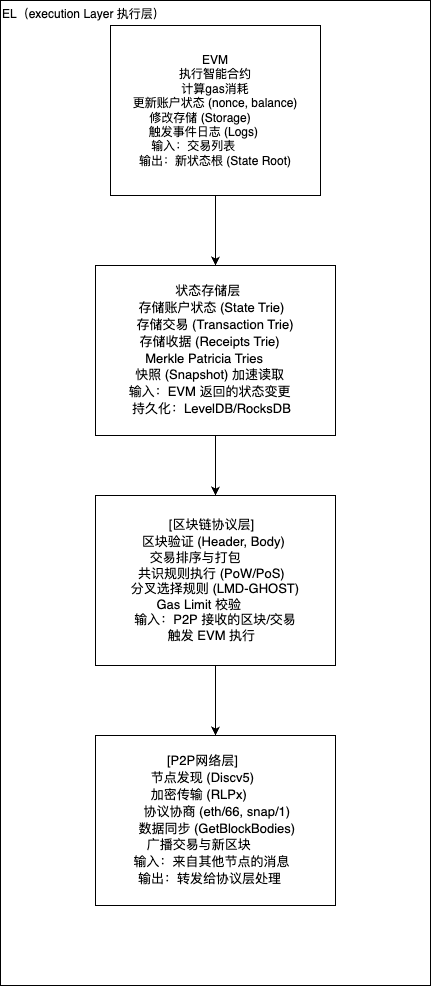 EL（execution Layer 执行层）
EVM
执行智能合约
计算gas消耗
更新账户状态 (nonce, balance)
修改存储 (Storage)
触发事件日志 (Logs)
输入：交易列表
输出：新状态根 (State Root)
状态存储层
存储账户状态 (State Trie)
存储交易 (Transaction Trie)
存储收据 (Receipts Trie)
Merkle Patricia Tries
快照 (Snapshot) 加速读取
输入：EVM 返回的状态变更
持久化：LevelDB/RocksDB
[区块链协议层]
区块验证 (Header, Body)
交易排序与打包
共识规则执行 (PoW/PoS)
分叉选择规则 (LMD-GHOST)
Gas Limit 校验
输入：P2P 接收的区块/交易
触发 EVM 执行
[P2P网络层]
节点发现 (Discv5)
加密传输 (RLPx)
协议协商 (eth/66, snap/1)
数据同步 (GetBlockBodies)
广播交易与新区块
输入：来自其他节点的消息
输出：转发给协议层处理